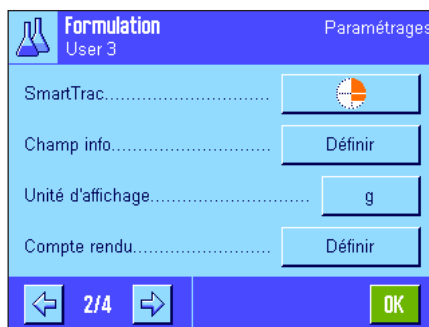 Formulation
Paramétrages
User 3
SmartTrac............................
Champ info...........................
Définir
Unité d'affichage.............................
g
Compte rendu.......................
Définir
2/4
OK